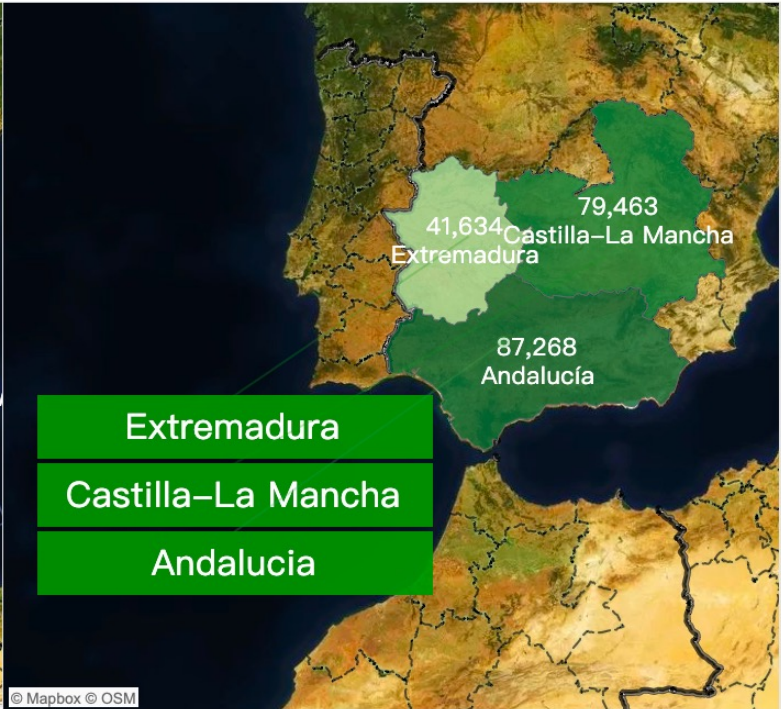 79,463
Castilla–La Mancha
41,634
Extremadura
87,268
Andalucía
Extremadura
Castilla–La Mancha
Andalucia
© Mapbox © OSM